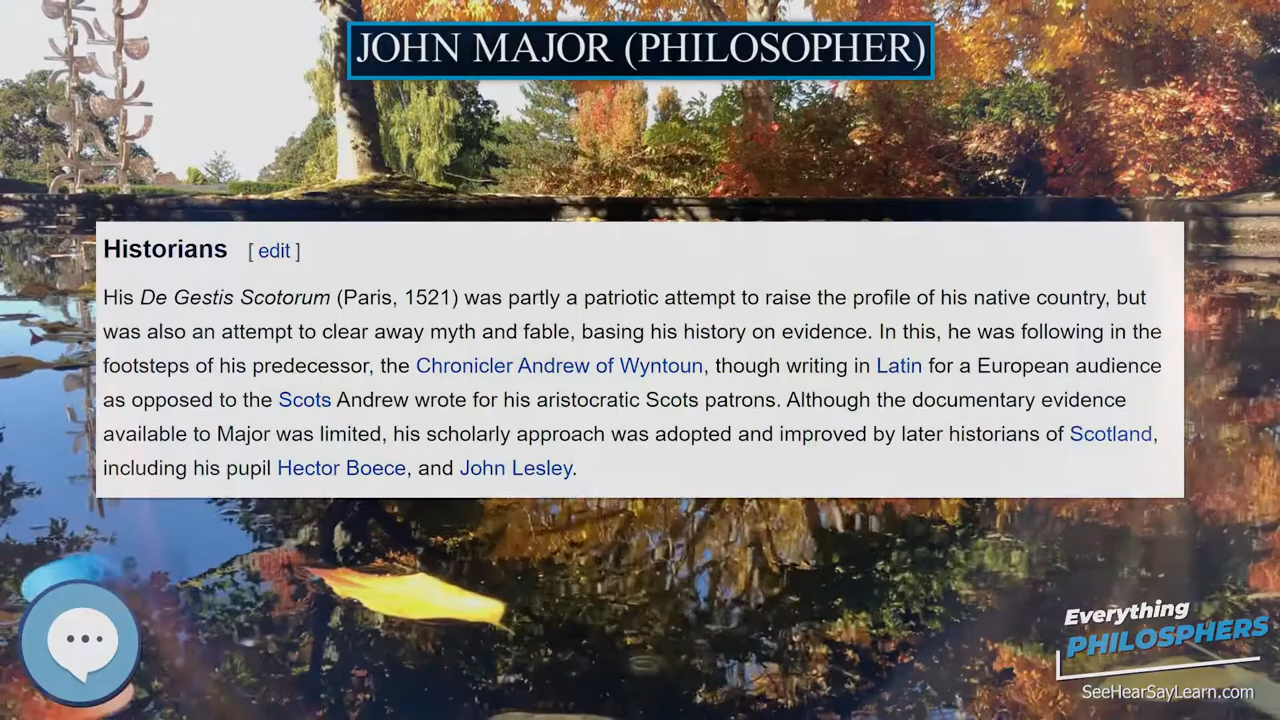 JOHN MAJOR (PHILOSOPHER)
Historians [ edit ]
His De Gestis Scotorum (Paris, 1521) was partly a patriotic attempt to raise the profile of his native country, but
was also an attempt to clear away myth and fable, basing his history on evidence. In this, he was following in the
footsteps of his predecessor, the Chronicler Andrew of Wyntoun, though writing in Latin for a European audience
as opposed to the Scots Andrew wrote for his aristocratic Scots patrons. Although the documentary evidence
available to Major was limited, his scholarly approach was adopted and improved by later historians of Scotland,
including his pupil Hector Boece, and John Lesley.
Everything
PHILOSPHERS
SeeHearSayLearn.com